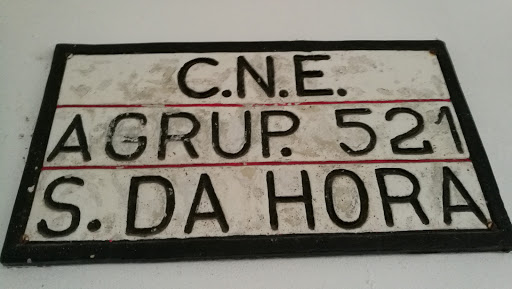 C.N.E.
AGRUP. 521
S. DA HORA